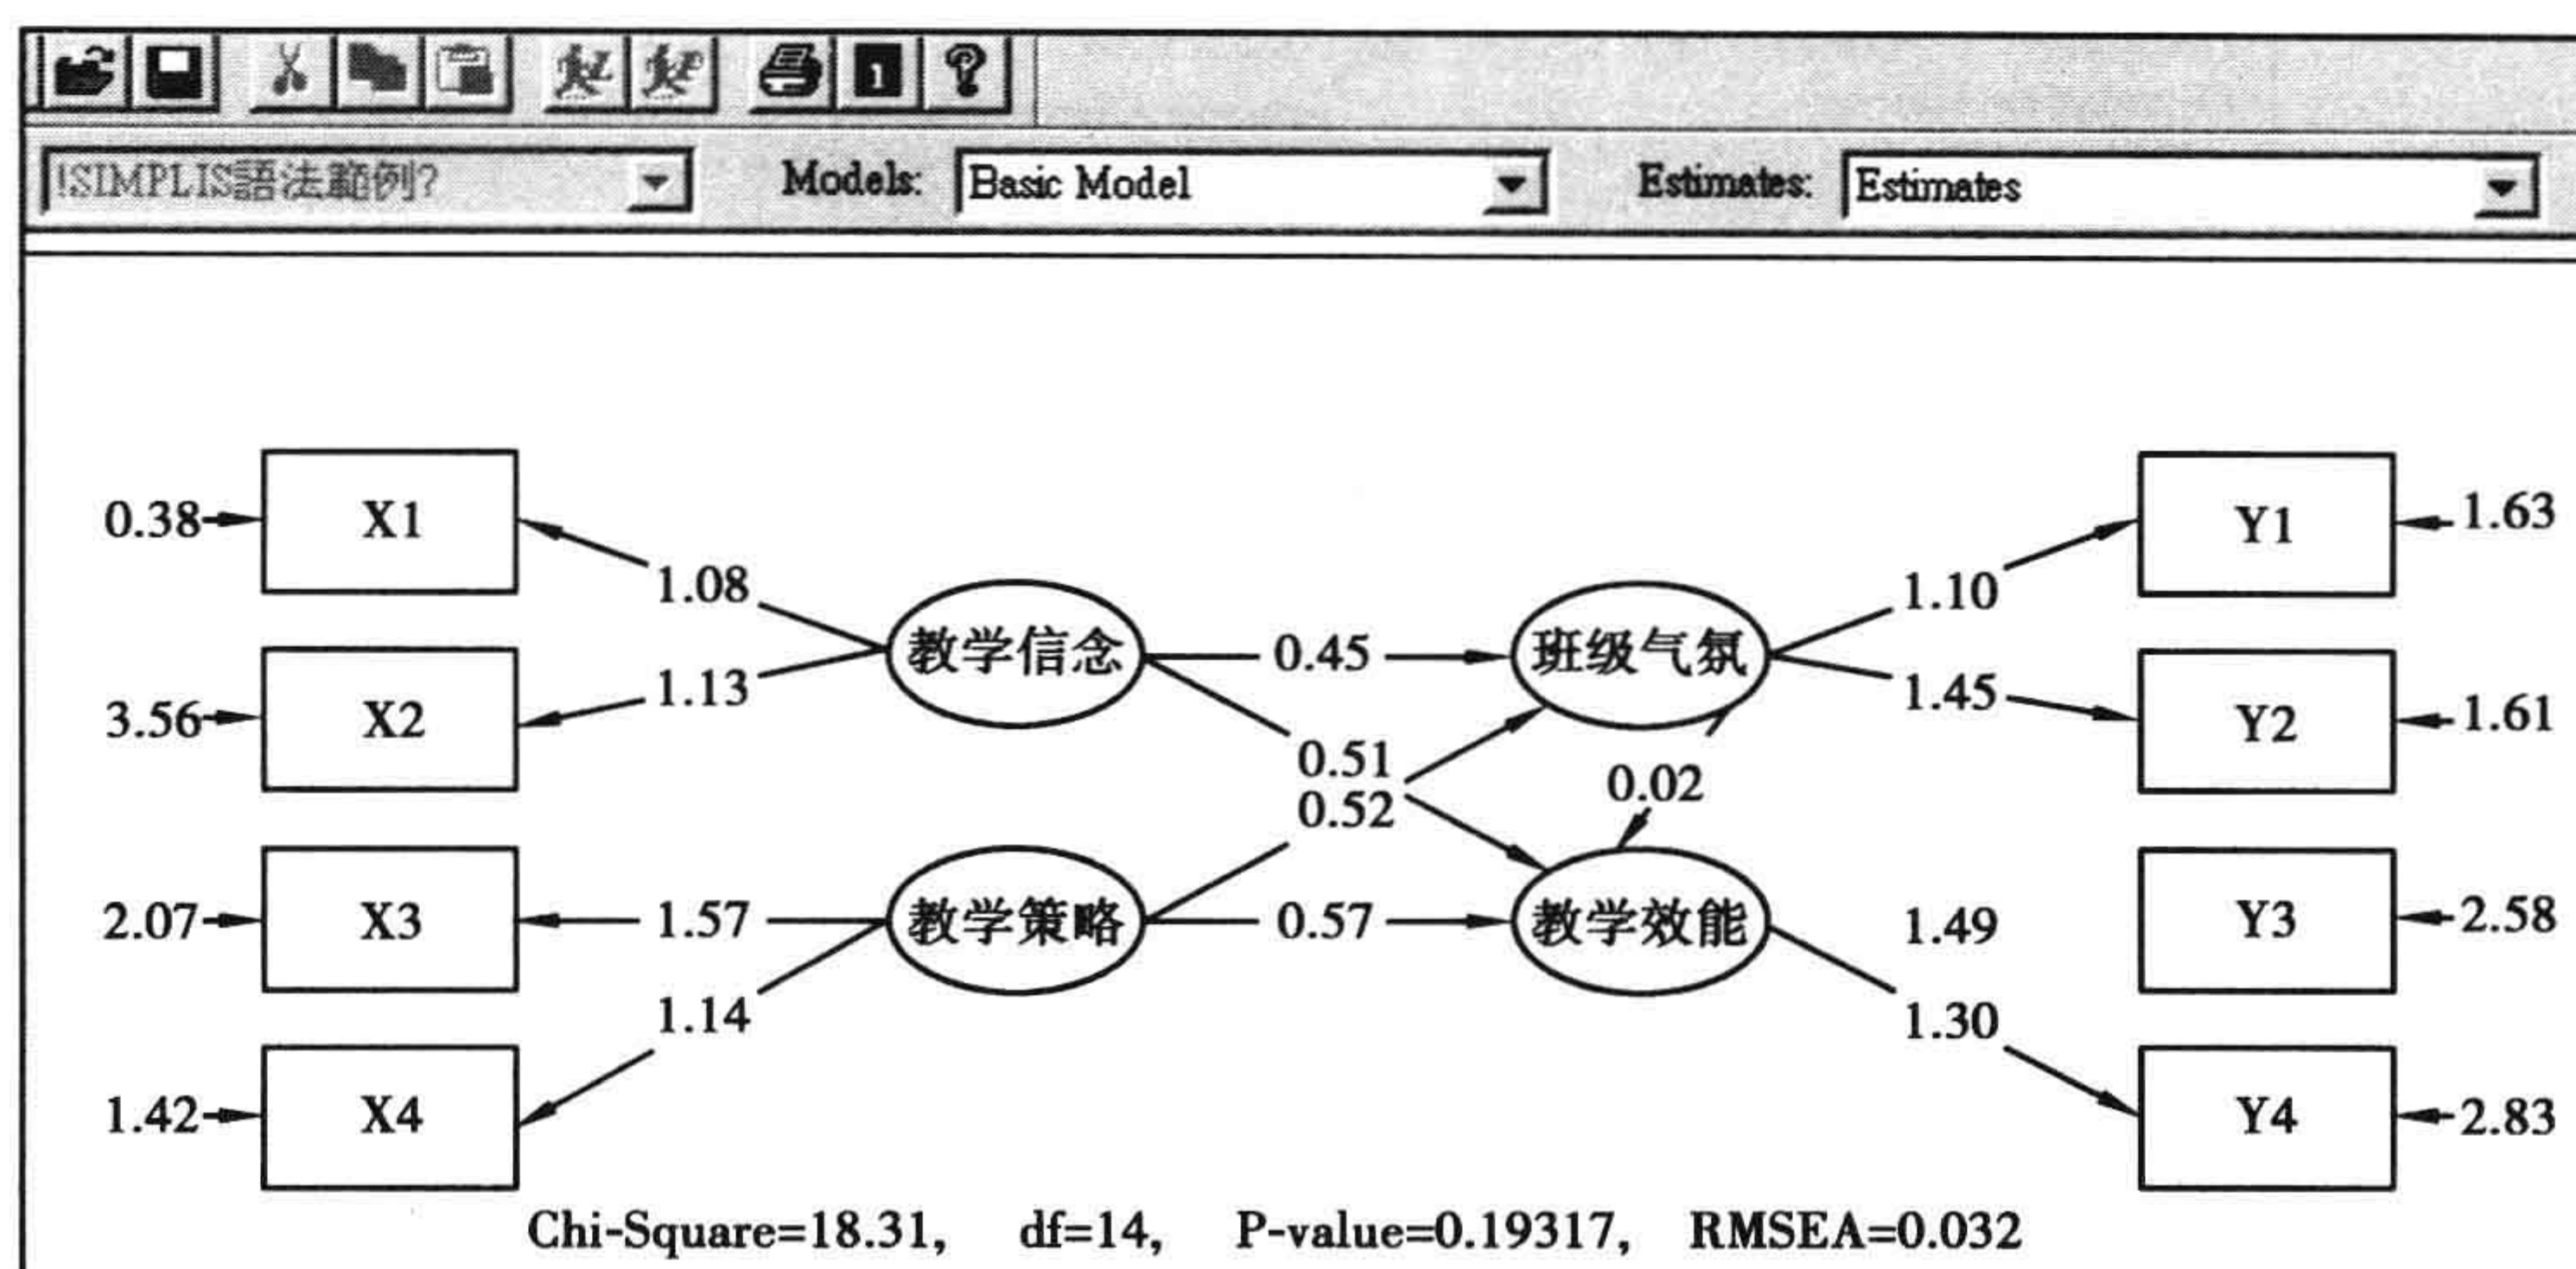 1 ?
!SIMPLIS語法範例? Models: Basic Model Estimates: Estimates
0.38 X1 1.08 Y1 1.63
1.10
教学信念 0.45 班级气氛
3.56 X2 1.13 1.45 Y2 1.61
0.51
0.02
0.52
2.07 X3 1.57 教学策略 0.57 教学效能 1.49 Y3 2.58
1.14 1.30
1.42 X4 Y4 2.83
Chi-Square=18.31, df=14, P-value=0.19317, RMSEA=0.032